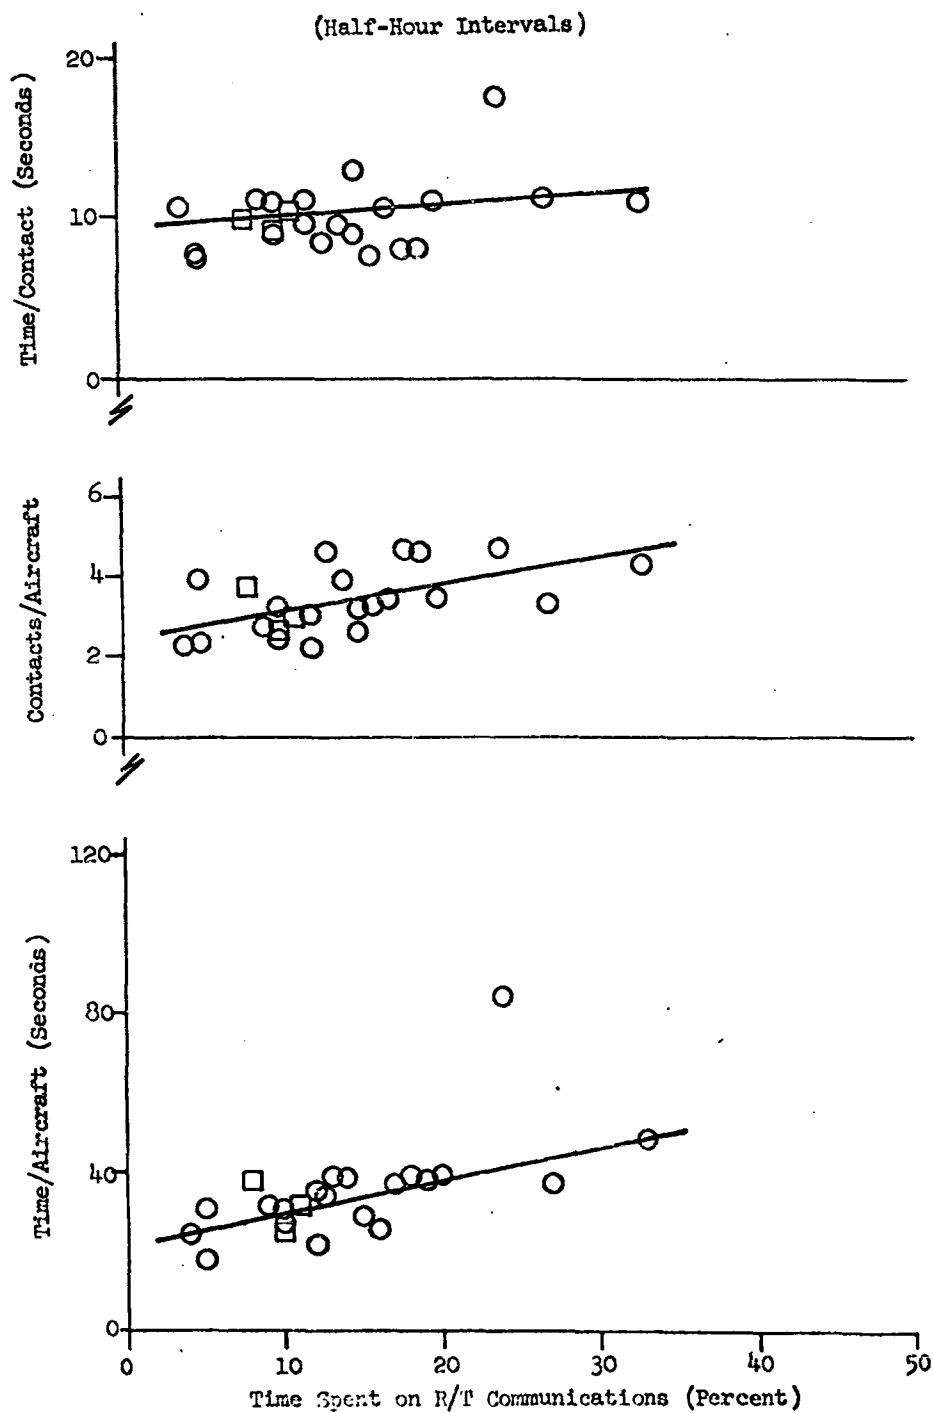 (Half-Hour Intervals)
20
Time/Contact (Seconds)
10
0
6
Contacts/Aircraft
4
2
0
120
Time/Aircraft (Seconds)
80
40
0
0 10 20 30 40 50
Time Spent on R/T Communications (Percent)